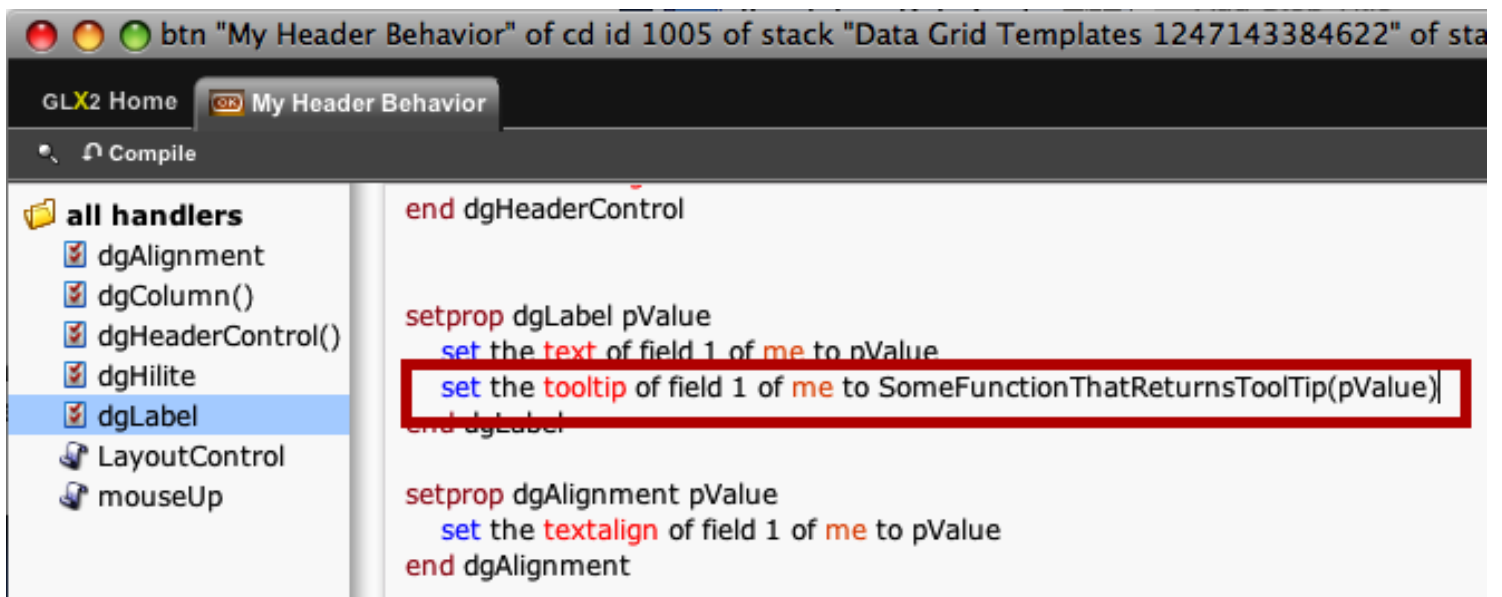 btn "My Header Behavior" of cd id 1005 of stack "Data Grid Templates 1247143384622" of sta
GLX2 Home
My Header Behavior
Compile
all handlers
dgAlignment
dgColumn()
dgHeaderControl()
dgHilite
dgLabel
LayoutControl
mouseUp
end dgHeaderControl
setprop dgLabel pValue
set the text of field 1 of me to pValue
set the tooltip of field 1 of me to SomeFunctionThatReturnsToolTip(pValue)
end dgLabel
setprop dgAlignment pValue
set the textalign of field 1 of me to pValue
end dgAlignment